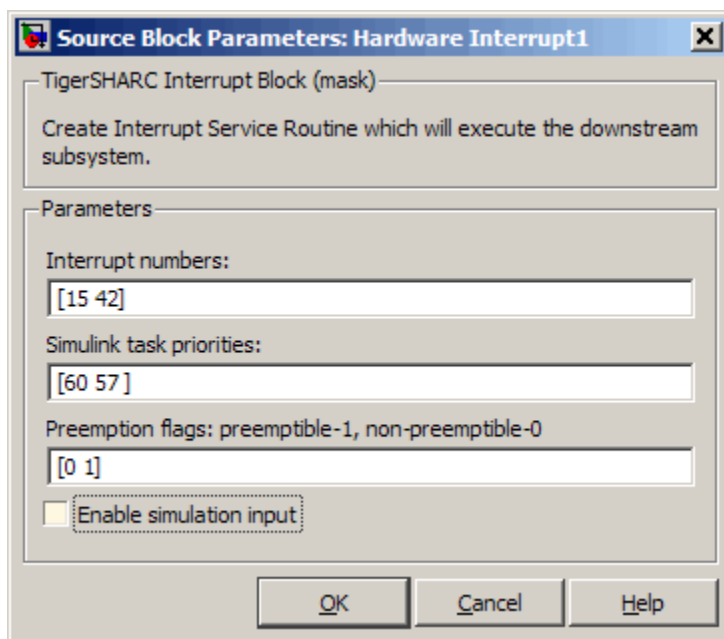 Source Block Parameters: Hardware Interrupt1
TigerSHARC Interrupt Block (mask)
Create Interrupt Service Routine which will execute the downstream
subsystem.
Parameters
Interrupt numbers:
[15 42]
Simulink task priorities:
[60 57 ]
Preemption flags: preemptible-1, non-preemptible-0
[0 1]
Enable simulation input
OK
Cancel
Help